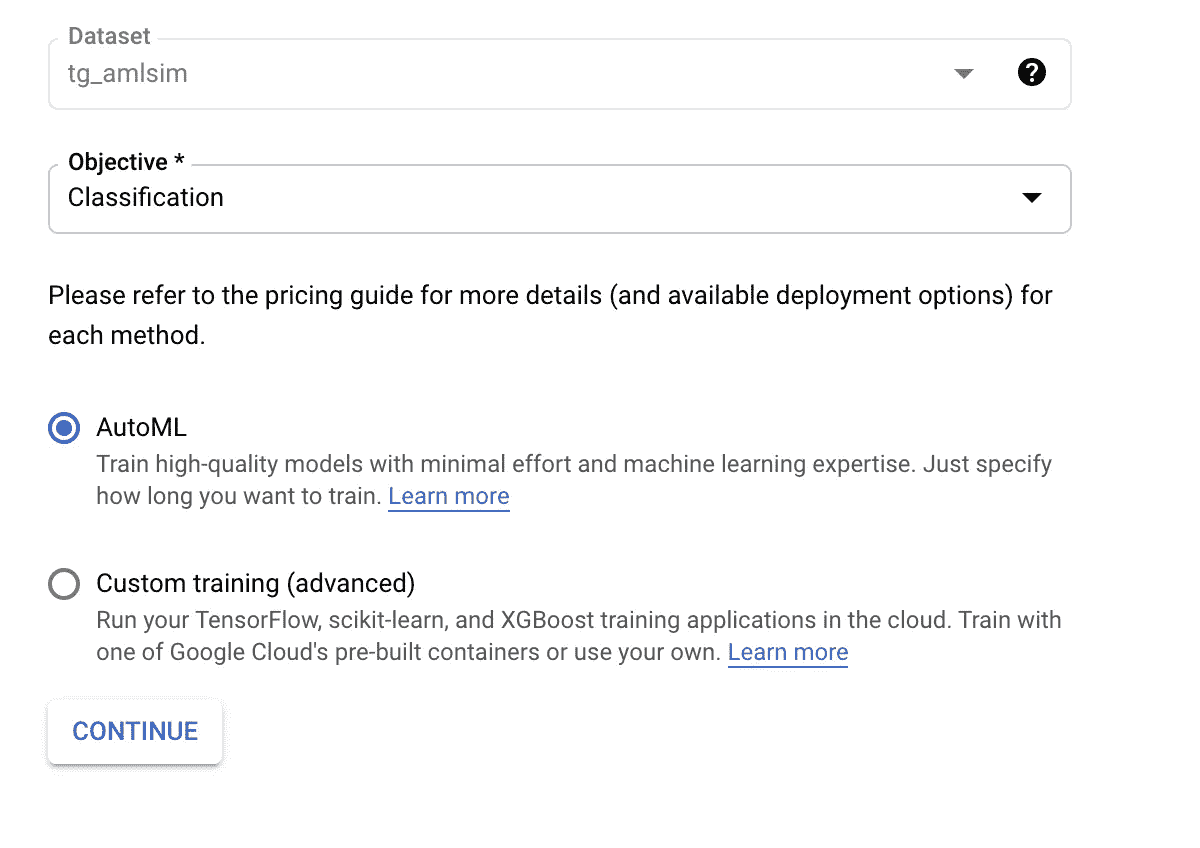 Dataset
tg_amlsim
?
Objective *
Classification
Please refer to the pricing guide for more details (and available deployment options) for
each method.
AutoML
Train high-quality models with minimal effort and machine learning expertise. Just specify
how long you want to train. Learn more
Custom training (advanced)
Run your TensorFlow, scikit-learn, and XGBoost training applications in the cloud. Train with
one of Google Cloud's pre-built containers or use your own. Learn more
CONTINUE